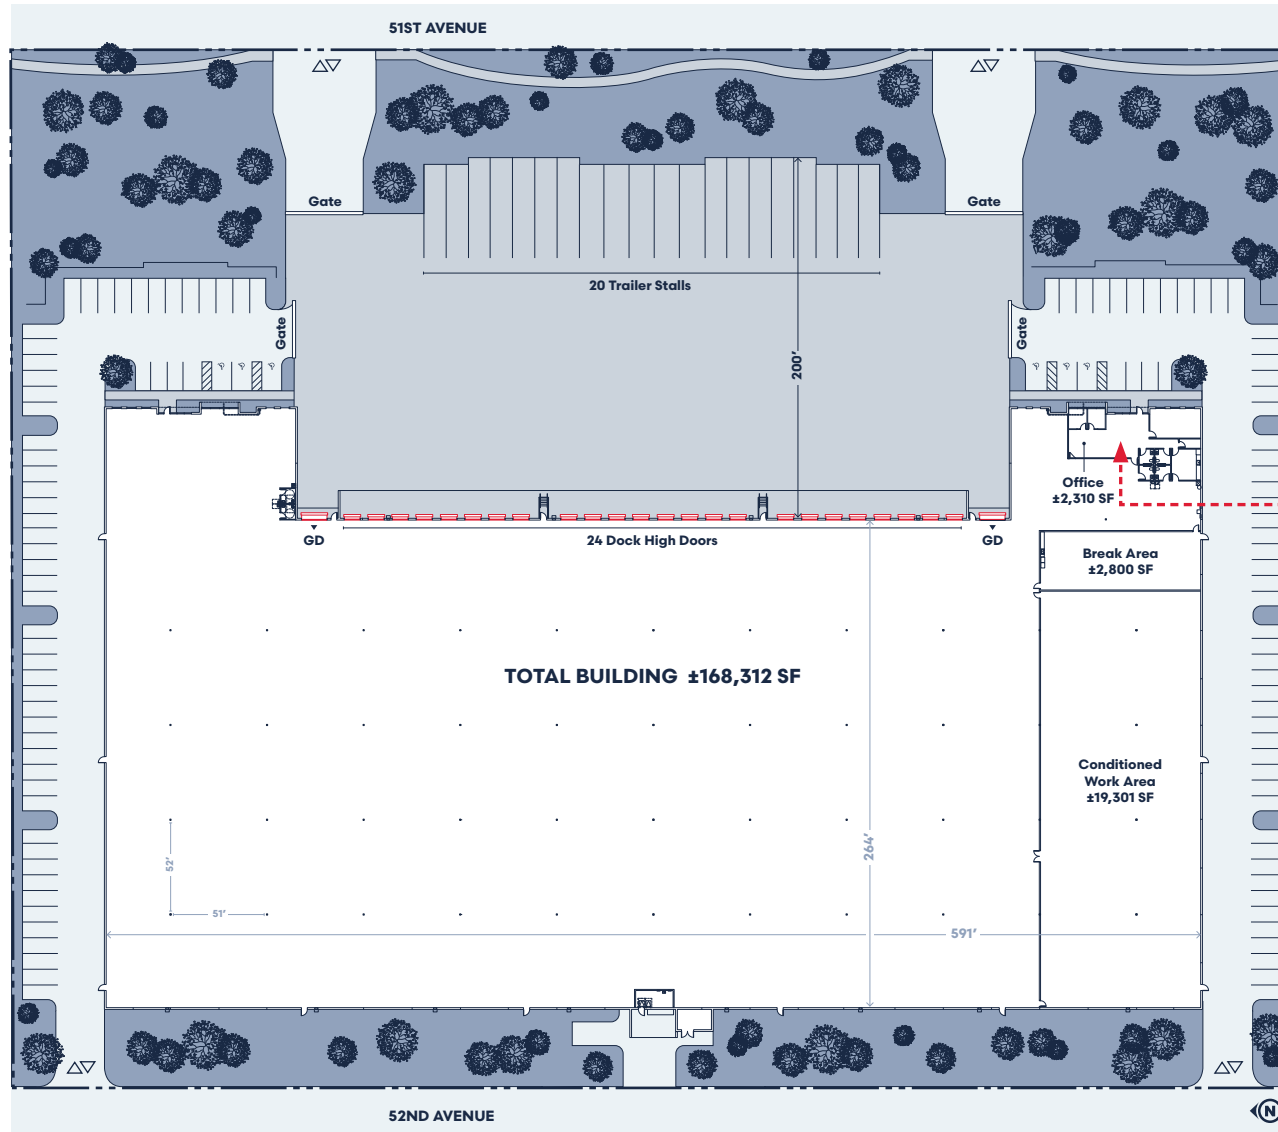 51ST AVENUE
Gate
Gate
20 Trailer Stalls
Gate
Gate
200'
Office
±2,310 SF
GD
24 Dock High Doors
GD
Break Area
±2,800 SF
TOTAL BUILDING ±168,312 SF
Conditioned
Work Area
±19,301 SF
264'
52'
51'
591'
52ND AVENUE
N